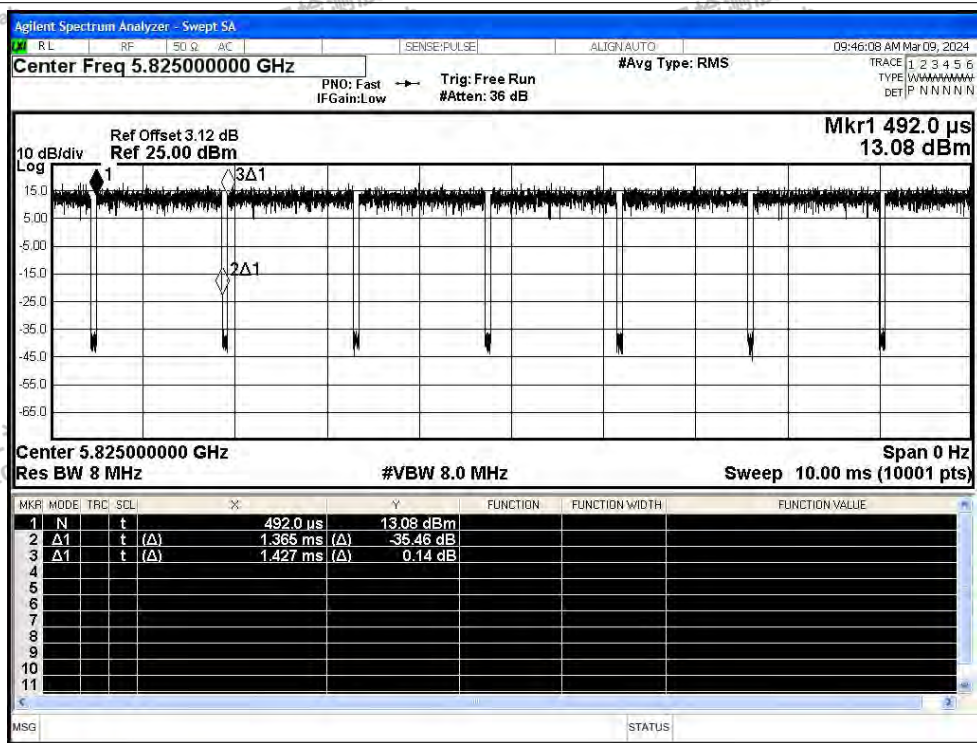 Agilent Spectrum Analyzer - Swept SA
LXI RL RF 50 Ω AC SENSE:PULSE ALIGN AUTO 09:46:08 AM Mar 09, 2024
Center Freq 5.825000000 GHz #Avg Type: RMS TRACE 1 2 3 4 5 6
PNO: Fast Trig: Free Run TYPE WWWWWW
IFGain:Low #Atten: 36 dB DET P N N N N N
Mkr1 492.0 µs
Ref Offset 3.12 dB
10 dB/div Ref 25.00 dBm 13.08 dBm
Log
1 3Δ1
15.0
5.00
-5.00
-15.0 2Δ1
-25.0
-35.0
-45.0
-55.0
-65.0
Center 5.825000000 GHz Span 0 Hz
Res BW 8 MHz #VBW 8.0 MHz Sweep 10.00 ms (10001 pts)
MKR MODE TRC SCL X Y FUNCTION FUNCTION WIDTH FUNCTION VALUE
1 N t 492.0 µs 13.08 dBm
2 Δ1 t (Δ) 1.365 ms (Δ) -35.46 dB
3 Δ1 t (Δ) 1.427 ms (Δ) 0.14 dB
4
5
6
7
8
9
10
11
MSG STATUS